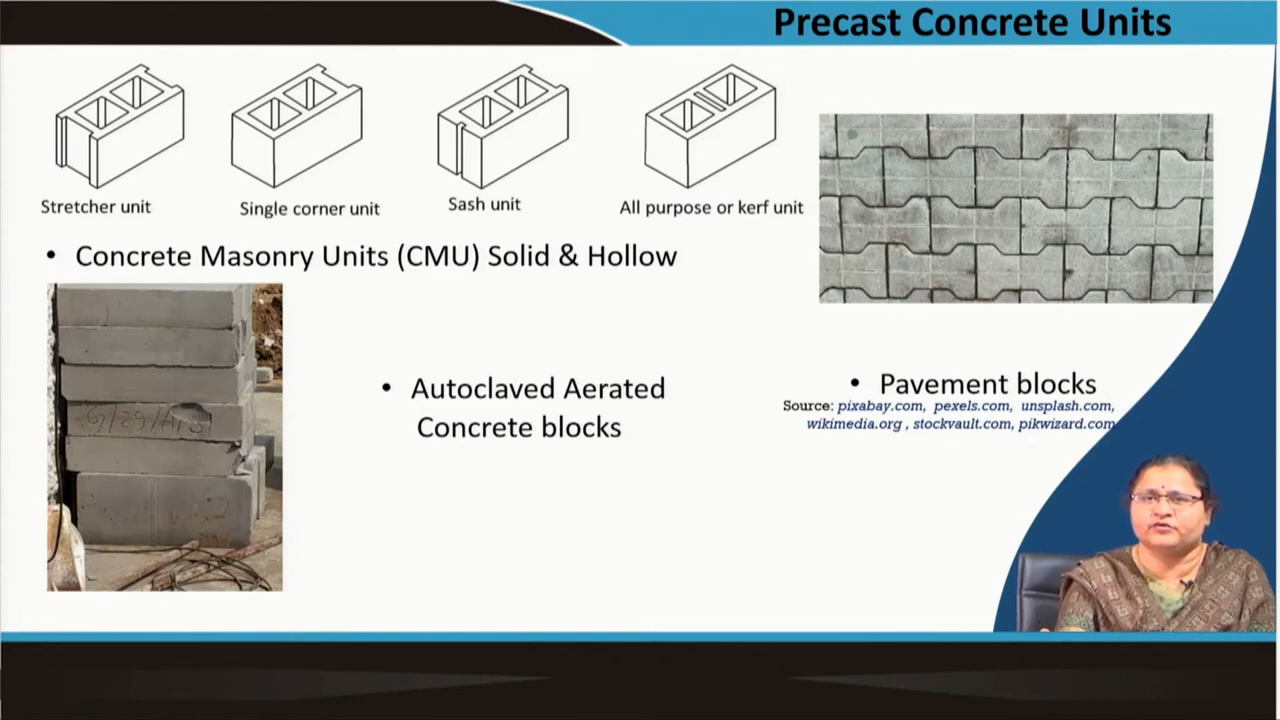 Precast Concrete Units
Stretcher unit
Single corner unit
Sash unit
All purpose or kerf unit
• Concrete Masonry Units (CMU) Solid & Hollow
• Autoclaved Aerated
Concrete blocks
• Pavement blocks
Source: pixabay.com, pexels.com, unsplash.com,
wikimedia.org , stockvault.com, pikwizard.com